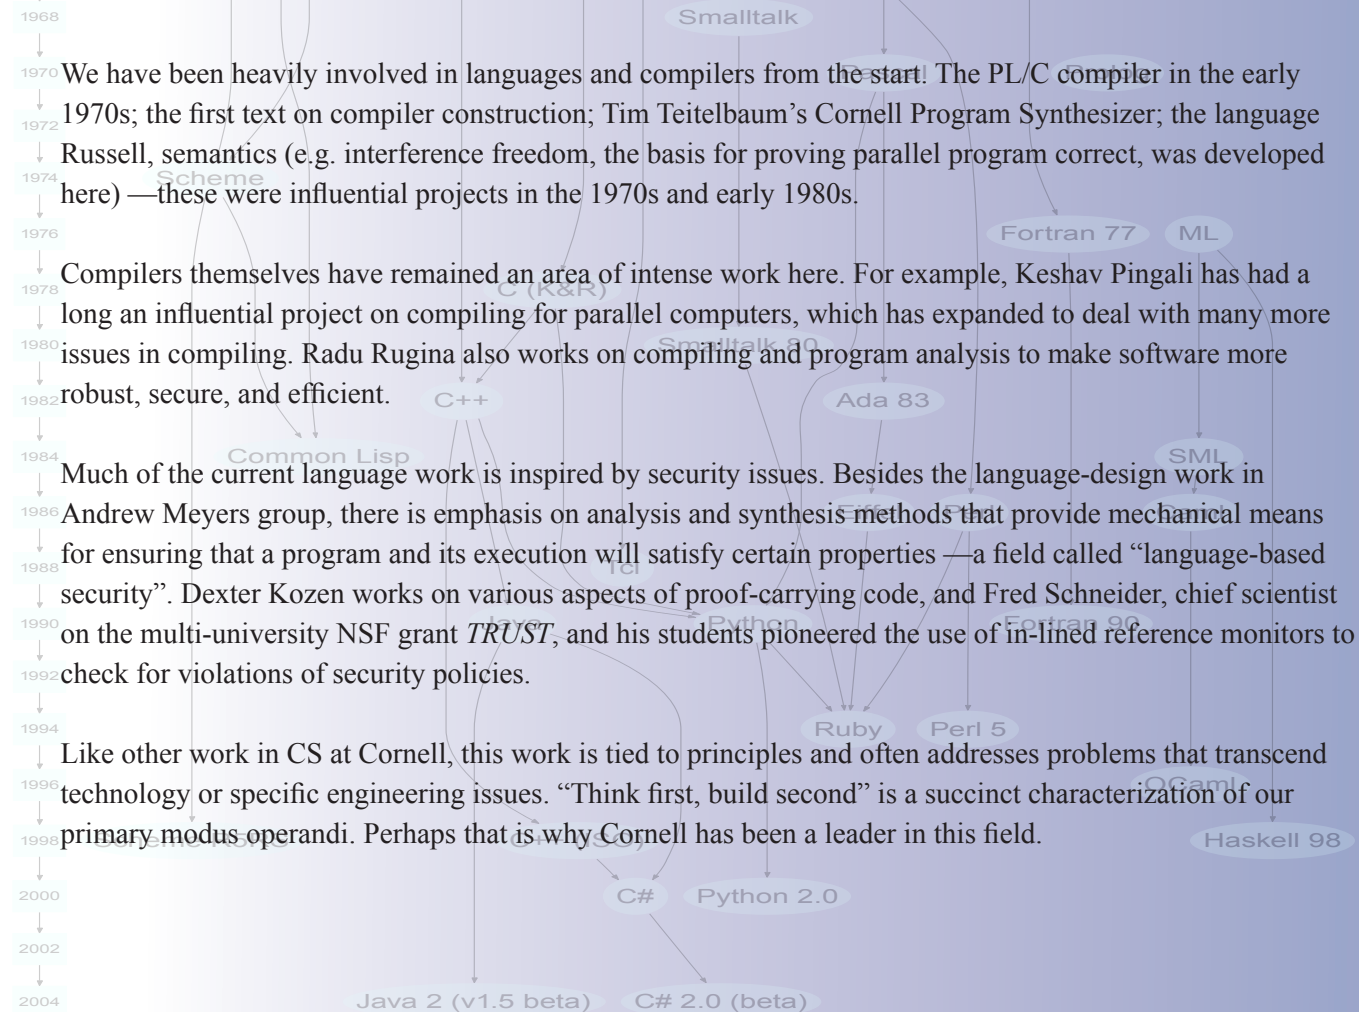 1968
Smalltalk
1970
Pascal
Prolog
We have been heavily involved in languages and compilers from the start. The PL/C compiler in the early
1972
1970s; the first text on compiler construction; Tim Teitelbaum’s Cornell Program Synthesizer; the language
Russell, semantics (e.g. interference freedom, the basis for proving parallel program correct, was developed
1974
Scheme
here) —these were influential projects in the 1970s and early 1980s.
1976
Fortran 77
ML
Compilers themselves have remained an area of intense work here. For example, Keshav Pingali has had a
1978
C (K&R)
long an influential project on compiling for parallel computers, which has expanded to deal with many more
1980
Smalltalk 80
issues in compiling. Radu Rugina also works on compiling and program analysis to make software more
robust, secure, and efficient.
1982
C++
Ada 83
1984
Common Lisp
SML
Much of the current language work is inspired by security issues. Besides the language-design work in
1986
Eiffel
Perl
Caml
Andrew Meyers group, there is emphasis on analysis and synthesis methods that provide mechanical means
for ensuring that a program and its execution will satisfy certain properties —a field called “language-based
1988
Tcl
security”. Dexter Kozen works on various aspects of proof-carrying code, and Fred Schneider, chief scientist
1990
Java
Python
Fortran 90
on the multi-university NSF grant TRUST, and his students pioneered the use of in-lined reference monitors to
1992
check for violations of security policies.
1994
Ruby
Perl 5
Like other work in CS at Cornell, this work is tied to principles and often addresses problems that transcend
1996
OCaml
technology or specific engineering issues. “Think first, build second” is a succinct characterization of our
1998
Scheme R5RS
C++ (ISO)
Haskell 98
primary modus operandi. Perhaps that is why Cornell has been a leader in this field.
2000
C#
Python 2.0
2002
2004
Java 2 (v1.5 beta)
C# 2.0 (beta)